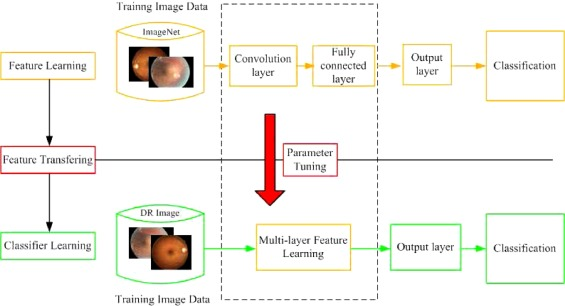 Trainng Image Data
ImageNet
Feature Learning
Convolution
layer
Fully
connected
layer
Output
layer
Classification
Feature Transfering
Parameter
Tuning
DR Image
Classifier Learning
Multi-layer Feature
Learning
Output layer
Classification
Training Image Data